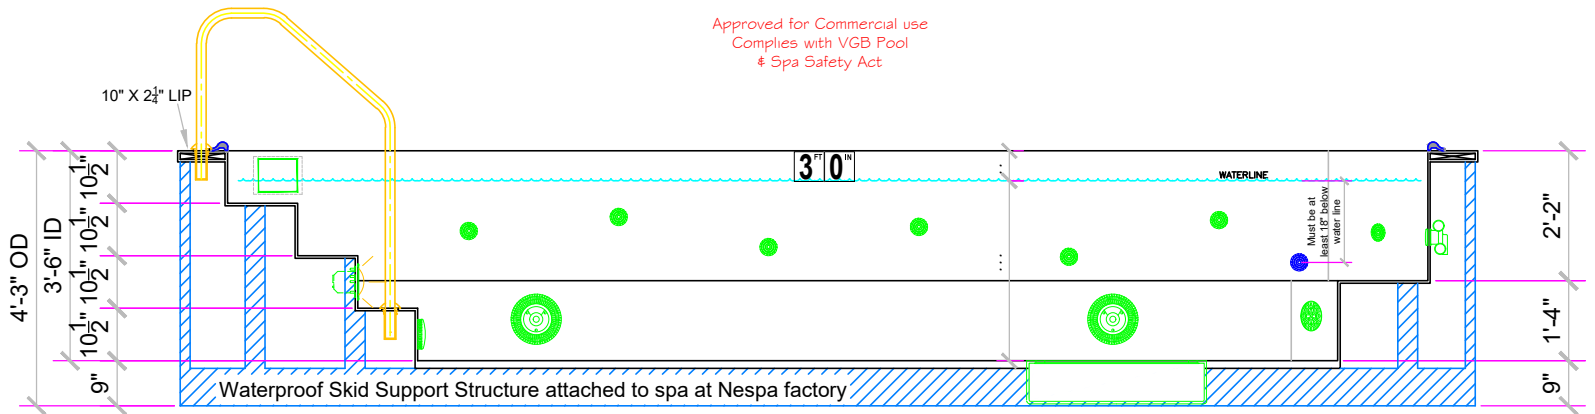 Approved for Commercial use
Complies with VGB Pool
& Spa Safety Act
10" X 2¼" LIP
3 FT 0 IN
WATERLINE
Must be at
least 18" below
water line
4'-3" OD
3'-6" ID
10½"
10½"
10½"
10½"
9"
2'-2"
1'-4"
9"
Waterproof Skid Support Structure attached to spa at Nespa factory